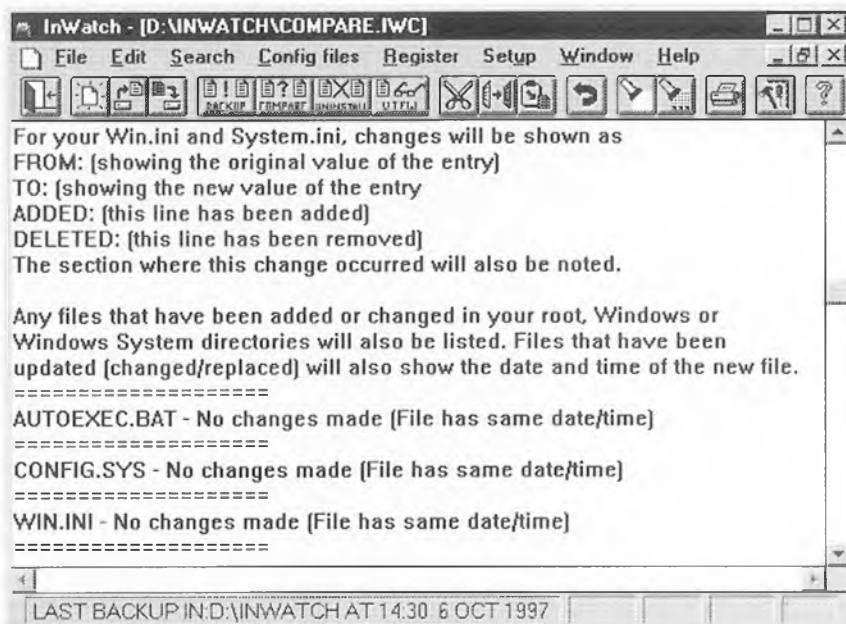 InWatch - [D:\INWATCH\COMPARE.IWC]
File Edit Search Config files Register Setup Window Help
BACKUP COMPARE UNINSTALL UTFW
For your Win.ini and System.ini, changes will be shown as
FROM: (showing the original value of the entry)
TO: (showing the new value of the entry
ADDED: (this line has been added)
DELETED: (this line has been removed)
The section where this change occurred will also be noted.
Any files that have been added or changed in your root, Windows or
Windows System directories will also be listed. Files that have been
updated (changed/replaced) will also show the date and time of the new file.
====================
AUTOEXEC.BAT - No changes made (File has same date/time)
====================
CONFIG.SYS - No changes made (File has same date/time)
====================
WIN.INI - No changes made (File has same date/time)
====================
LAST BACKUP IN:D:\INWATCH AT 14:30 6 OCT 1997